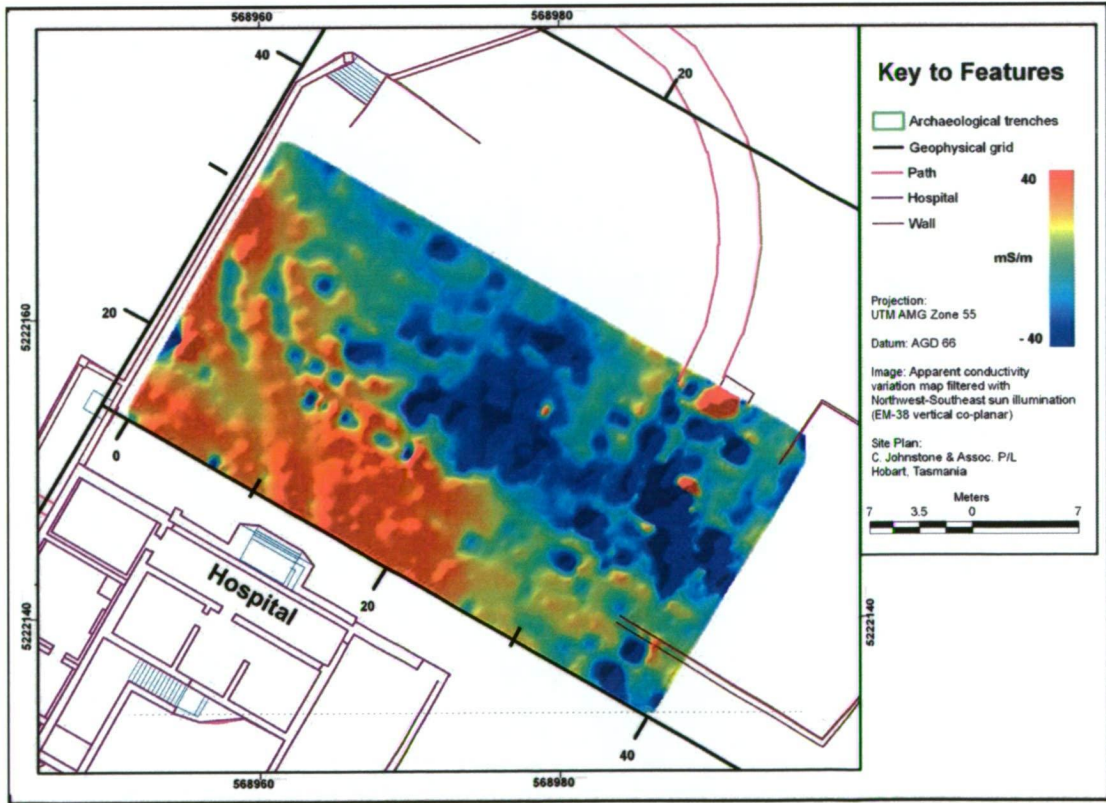 568960
568980
40
20
5222160
20
0
Hospital
20
40
5222140
5222140
568960
568980
Key to Features
Archaeological trenches
Geophysical grid
Path
Hospital
Wall
40
mS/m
- 40
Projection:
UTM AMG Zone 55
Datum: AGD 66
Image: Apparent conductivity
variation map filtered with
Northwest-Southeast sun illumination
(EM-38 vertical co-planar)
Site Plan:
C. Johnstone & Assoc. P/L
Hobart, Tasmania
Meters
7 3.5 0 7